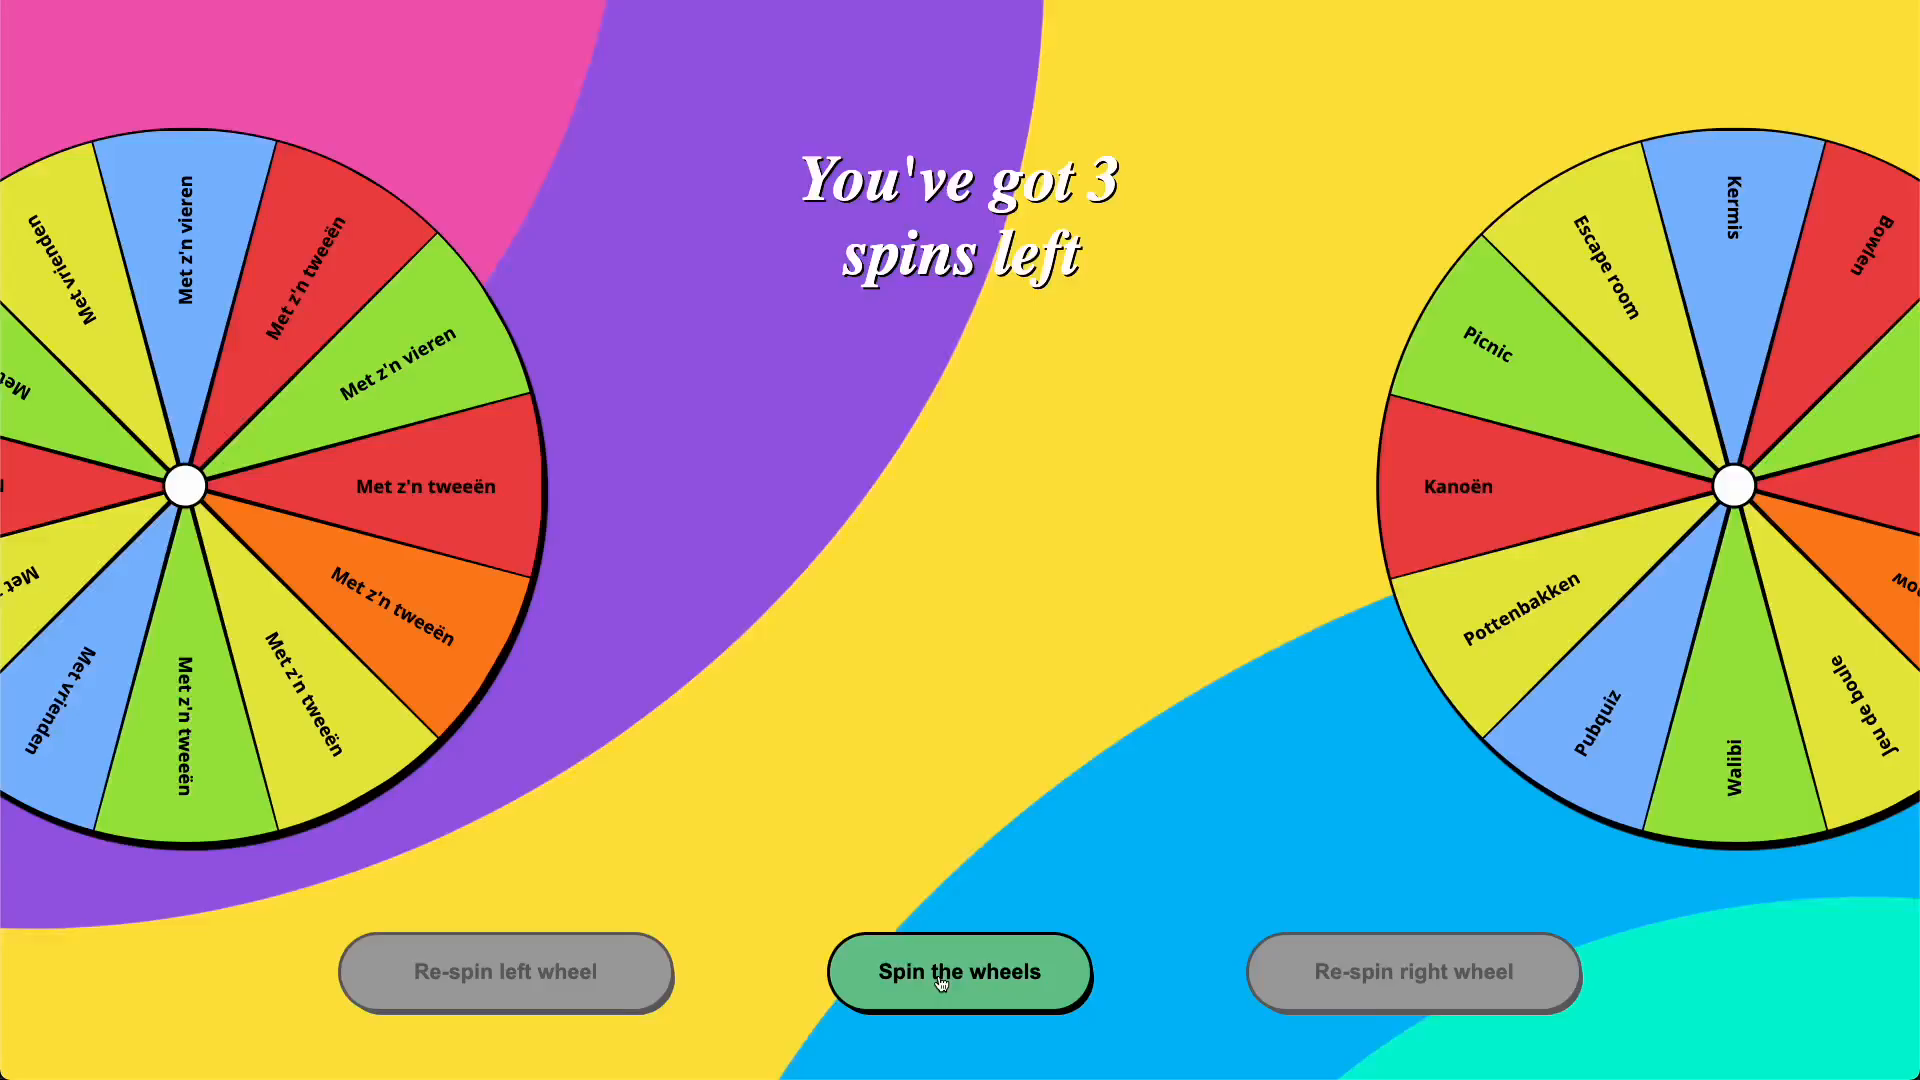 You've got 3
spins left
Met vrienden
Met z'n vieren
Met z'n tweeën
Met z'n vieren
Met z'n tweeën
Met z'n tweeën
Met z'n tweeën
Met z'n tweeën
Met vrienden
Met
Met
Kermis
Bowlen
Escape room
Picnic
Kanoën
Pottenbakken
Pubquiz
Walibi
Jeu de boule
Re-spin left wheel
Spin the wheels
Re-spin right wheel